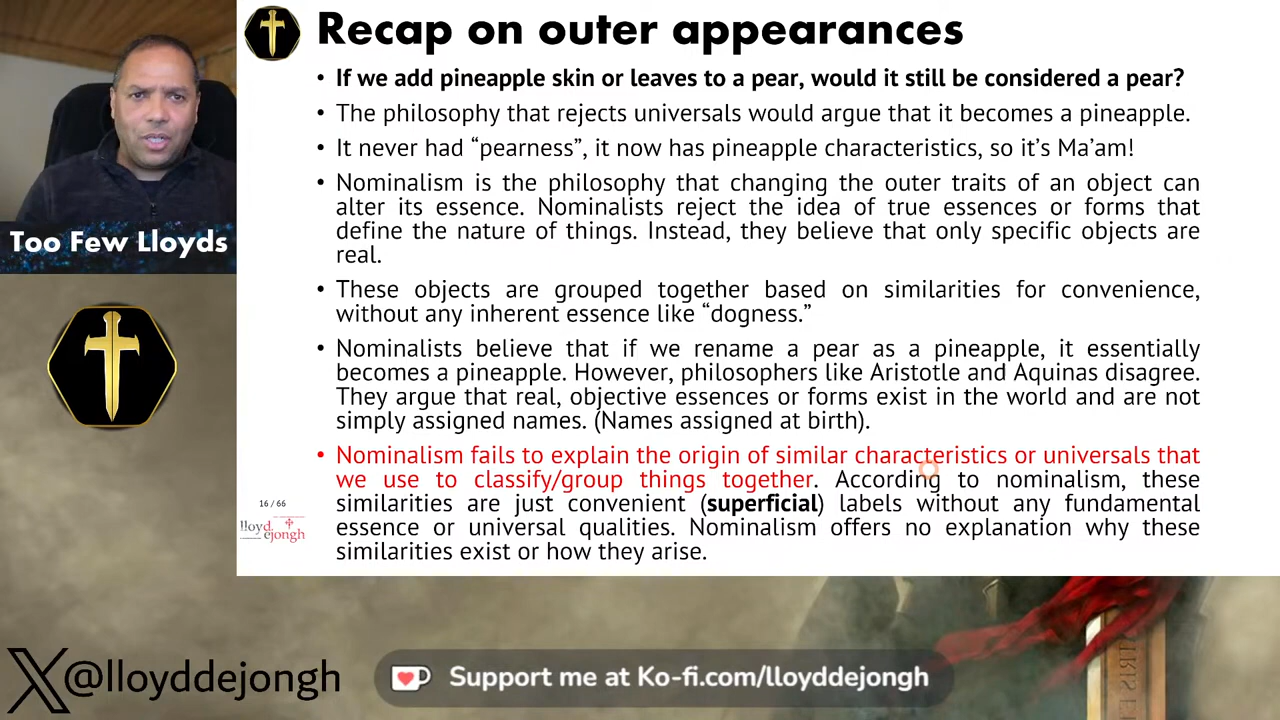 Recap on outer appearances
• If we add pineapple skin or leaves to a pear, would it still be considered a pear?
• The philosophy that rejects universals would argue that it becomes a pineapple.
• It never had “pearness”, it now has pineapple characteristics, so it’s Ma’am!
• Nominalism is the philosophy that changing the outer traits of an object can
alter its essence. Nominalists reject the idea of true essences or forms that
define the nature of things. Instead, they believe that only specific objects are
real.
• These objects are grouped together based on similarities for convenience,
without any inherent essence like “dogness.”
• Nominalists believe that if we rename a pear as a pineapple, it essentially
becomes a pineapple. However, philosophers like Aristotle and Aquinas disagree.
They argue that real, objective essences or forms exist in the world and are not
simply assigned names. (Names assigned at birth).
• Nominalism fails to explain the origin of similar characteristics or universals that
we use to classify/group things together. According to nominalism, these
similarities are just convenient (superficial) labels without any fundamental
essence or universal qualities. Nominalism offers no explanation why these
similarities exist or how they arise.
Too Few Lloyds
16 / 66
lloyd
ejongh
X@lloyddejongh
Support me at Ko-fi.com/lloyddejongh